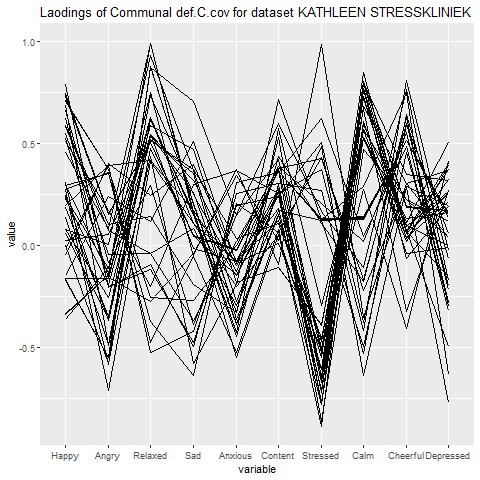 Laodings of Communal def.C.cov for dataset KATHLEEN STRESSKLINIEK
1.0
0.5
0.0
-0.5
value
Happy Angry Relaxed Sad Anxious Content Stressed Calm Cheerful Depressed
variable